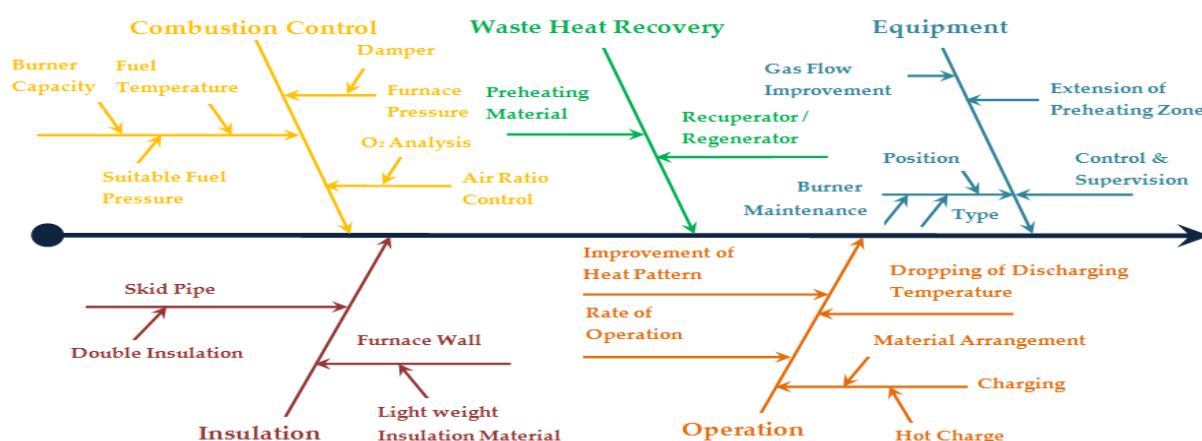 Combustion Control
Waste Heat Recovery
Equipment
Damper
Burner
Capacity
Fuel
Temperature
Furnace
Pressure
O₂ Analysis
Suitable Fuel
Pressure
Air Ratio
Control
Preheating
Material
Recuperator /
Regenerator
Gas Flow
Improvement
Extension of
Preheating Zone
Position
Control &
Supervision
Burner
Maintenance
Type
Skid Pipe
Double Insulation
Furnace Wall
Light weight
Insulation Material
Insulation
Improvement of
Heat Pattern
Dropping of Discharging
Temperature
Rate of
Operation
Material Arrangement
Charging
Hot Charge
Operation